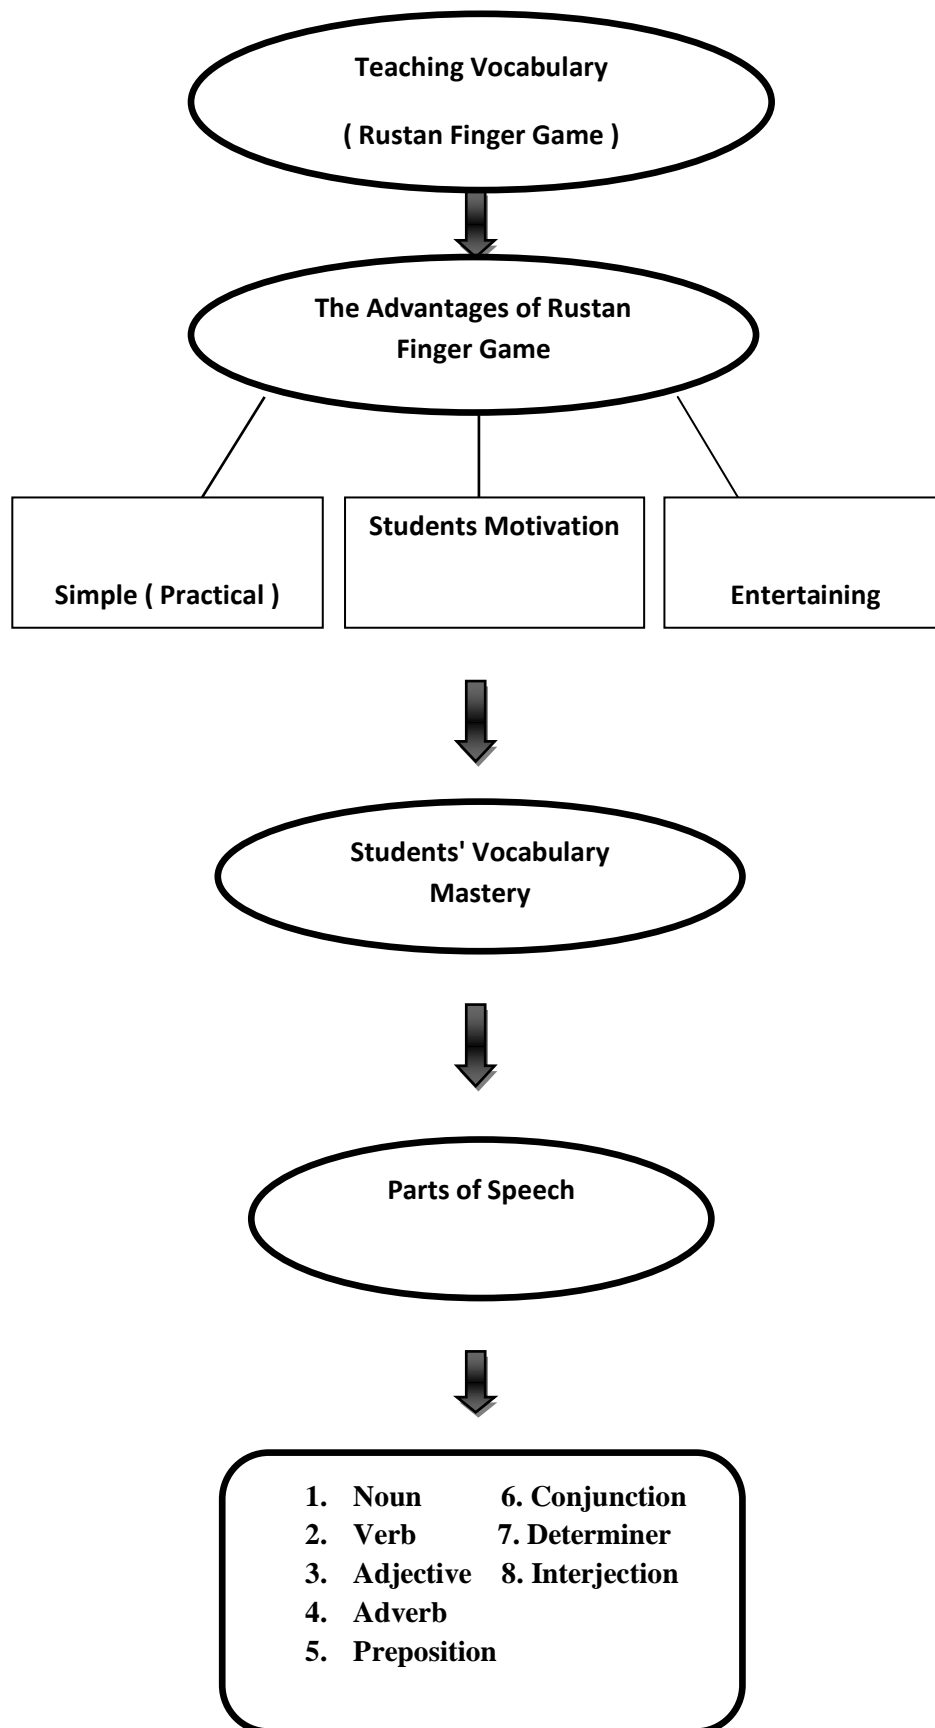 Teaching Vocabulary
( Rustan Finger Game )
The Advantages of Rustan
Finger Game
Simple ( Practical )
Students Motivation
Entertaining
Students' Vocabulary
Mastery
Parts of Speech
1. Noun 6. Conjunction
2. Verb 7. Determiner
3. Adjective 8. Interjection
4. Adverb
5. Preposition